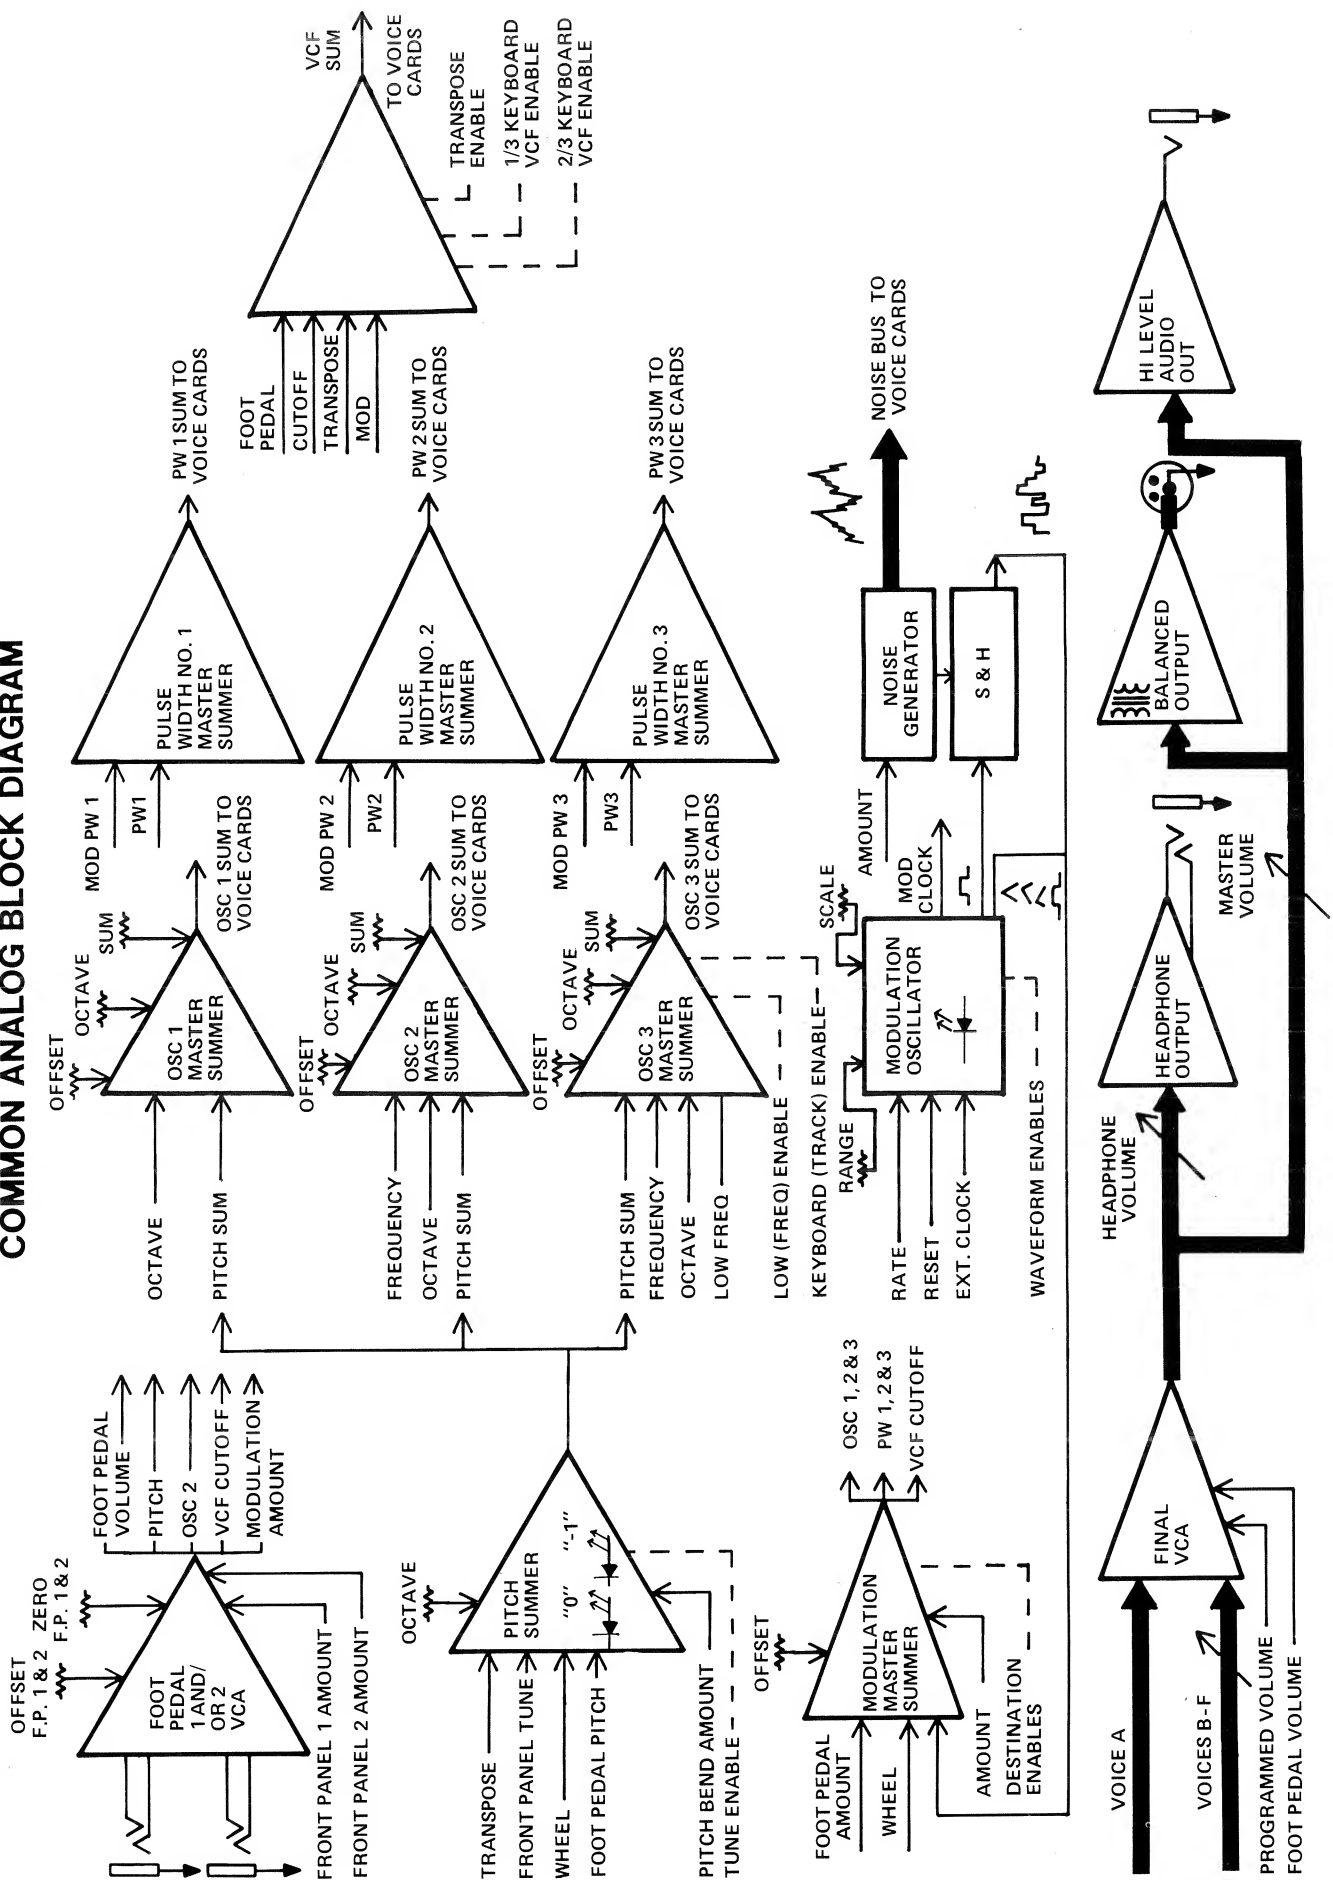 COMMON ANALOG BLOCK DIAGRAM
OFFSET
F.P. 1 & 2
ZERO
F.P. 1 & 2
FOOT
PEDAL
1 AND/
OR 2
VCA
FRONT PANEL 1 AMOUNT
FRONT PANEL 2 AMOUNT
FOOT PEDAL
VOLUME
PITCH
OSC 2
VCF CUTOFF
MODULATION
AMOUNT
OCTAVE
PITCH
SUMMER
"0"
"-1"
TRANSPOSE
FRONT PANEL TUNE
WHEEL
FOOT PEDAL PITCH
PITCH BEND AMOUNT
TUNE ENABLE
OFFSET
MODULATION
MASTER
SUMMER
FOOT PEDAL
AMOUNT
WHEEL
AMOUNT
DESTINATION
ENABLES
OSC 1, 2 & 3
PW 1, 2 & 3
VCF CUTOFF
OCTAVE
PITCH SUM
OFFSET
OCTAVE
SUM
OSC 1
MASTER
SUMMER
OSC 1 SUM TO
VOICE CARDS
FREQUENCY
OCTAVE
PITCH SUM
OFFSET
OCTAVE
SUM
OSC 2
MASTER
SUMMER
OSC 2 SUM TO
VOICE CARDS
PITCH SUM
FREQUENCY
OCTAVE
LOW FREQ
LOW (FREQ) ENABLE
KEYBOARD (TRACK) ENABLE
OFFSET
OCTAVE
SUM
OSC 3
MASTER
SUMMER
OSC 3 SUM TO
VOICE CARDS
MOD PW 1
PW1
PULSE
WIDTH NO. 1
MASTER
SUMMER
PW 1 SUM TO
VOICE CARDS
MOD PW 2
PW2
PULSE
WIDTH NO. 2
MASTER
SUMMER
PW 2 SUM TO
VOICE CARDS
MOD PW 3
PW3
PULSE
WIDTH NO. 3
MASTER
SUMMER
PW 3 SUM TO
VOICE CARDS
FOOT
PEDAL
CUTOFF
TRANSPOSE
MOD
VCF
SUM
TO VOICE
CARDS
TRANSPOSE
ENABLE
1/3 KEYBOARD
VCF ENABLE
2/3 KEYBOARD
VCF ENABLE
RANGE
SCALE
RATE
RESET
EXT. CLOCK
WAVEFORM ENABLES
MODULATION
OSCILLATOR
MOD
CLOCK
AMOUNT
NOISE
GENERATOR
S & H
NOISE BUS TO
VOICE CARDS
VOICE A
VOICES B-F
PROGRAMMED VOLUME
FOOT PEDAL VOLUME
FINAL
VCA
HEADPHONE
VOLUME
HEADPHONE
OUTPUT
MASTER
VOLUME
BALANCED
OUTPUT
HI LEVEL
AUDIO
OUT